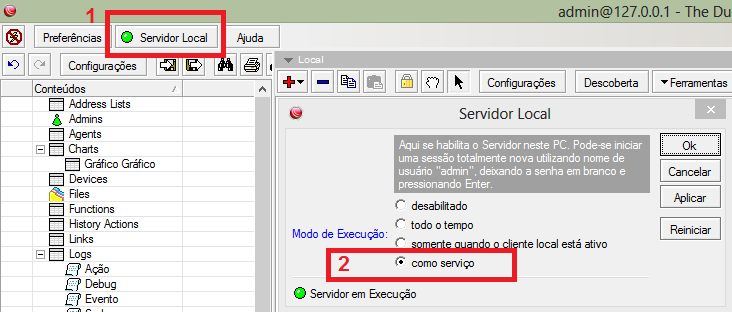 1
admin@127.0.0.1 - The Du
Preferências
Servidor Local
Ajuda
Configurações
Conteúdos
Address Lists
Admins
Agents
Charts
Gráfico Gráfico
Devices
Files
Functions
History Actions
Links
Logs
Ação
Debug
Evento
Local
Configurações
Descoberta
Ferramentas
Servidor Local
Aqui se habilita o Servidor neste PC. Pode-se iniciar
uma sessão totalmente nova utilizando nome de
usuário "admin", deixando a senha em branco e
pressionando Enter.
Modo de Execução:
desabilitado
todo o tempo
somente quando o cliente local está ativo
2
como serviço
Servidor em Execução
Ok
Cancelar
Aplicar
Reiniciar